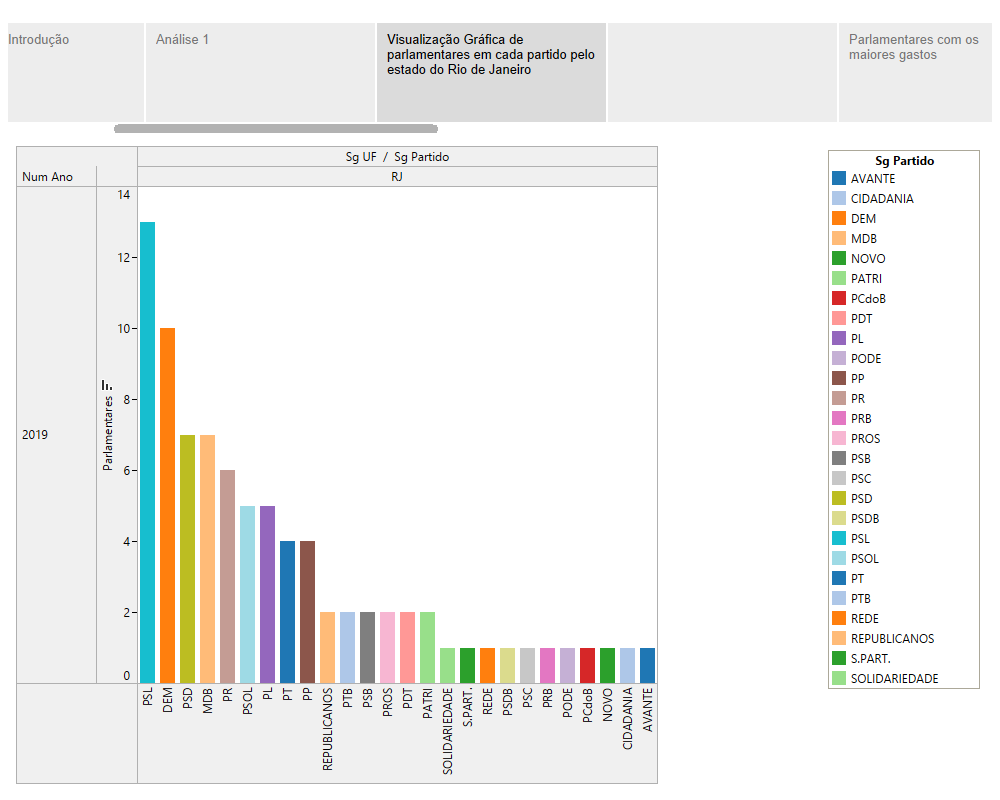 Introdução
Análise 1
Visualização Gráfica de
parlamentares em cada partido pelo
estado do Rio de Janeiro
Parlamentares com os
maiores gastos
Sg UF / Sg Partido
Num Ano
RJ
2019
Parlamentares
14
12
10
8
6
4
2
0
PSL
DEM
PSD
MDB
PR
PSOL
PL
PT
PP
REPUBLICANOS
PTB
PSB
PROS
PDT
PATRI
SOLIDARIEDADE
S.PART.
REDE
PSDB
PSC
PRB
PODE
PCdoB
NOVO
CIDADANIA
AVANTE
Sg Partido
AVANTE
CIDADANIA
DEM
MDB
NOVO
PATRI
PCdoB
PDT
PL
PODE
PP
PR
PRB
PROS
PSB
PSC
PSD
PSDB
PSL
PSOL
PT
PTB
REDE
REPUBLICANOS
S.PART.
SOLIDARIEDADE